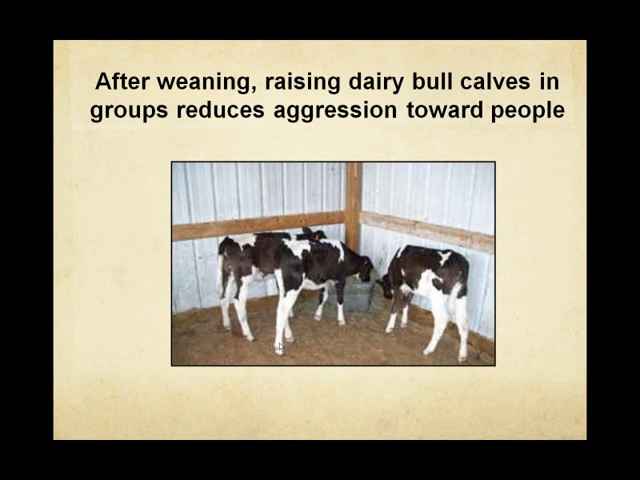 After weaning, raising dairy bull calves in
groups reduces aggression toward people